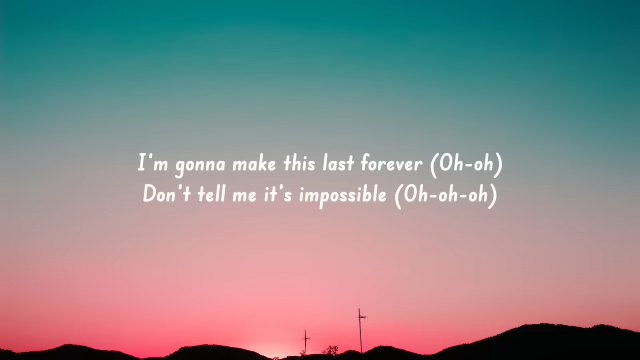 I'm gonna make this last forever (Oh-oh)
Don't tell me it's impossible (Oh-oh-oh)